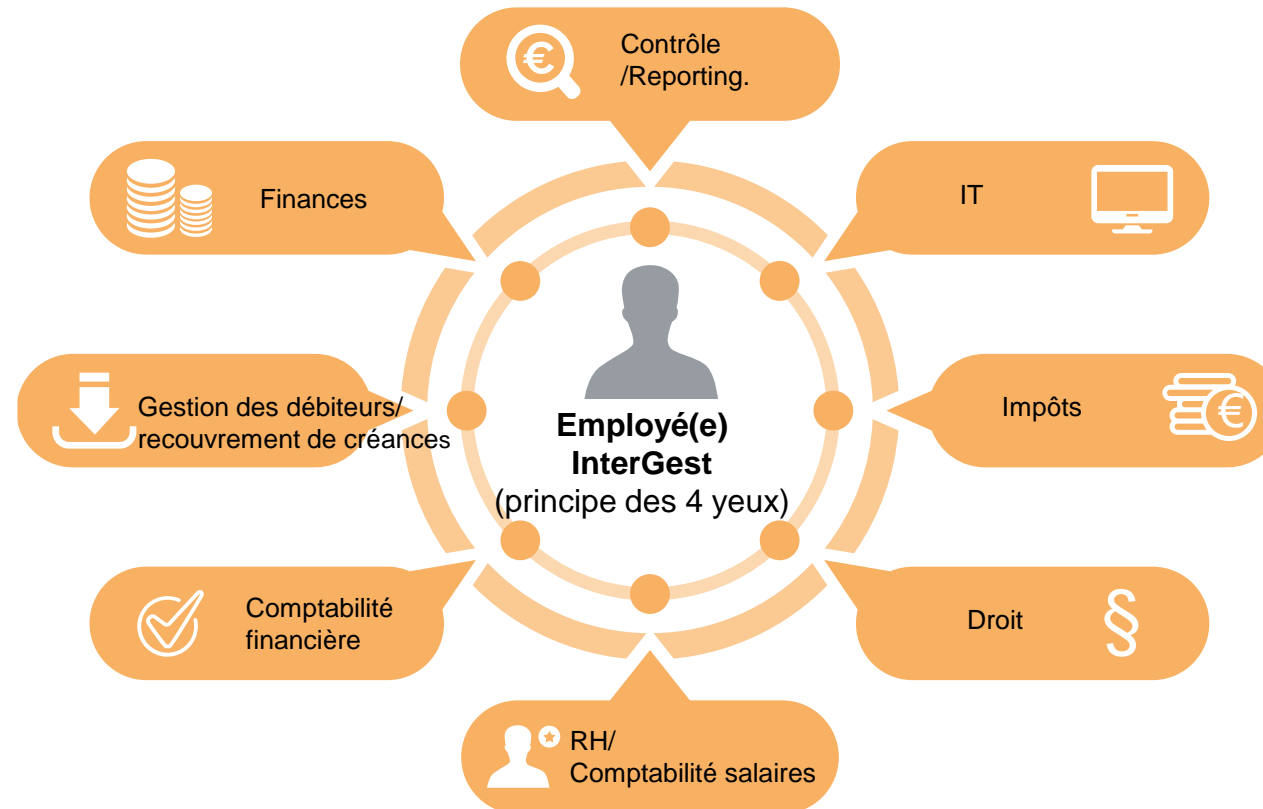 Contrôle
/Reporting.
Finances
IT
Gestion des débiteurs/
recouvrement de créances
Impôts
Employé(e)
InterGest
(principe des 4 yeux)
Comptabilité
financière
Droit
§
RH/
Comptabilité salaires
€
€